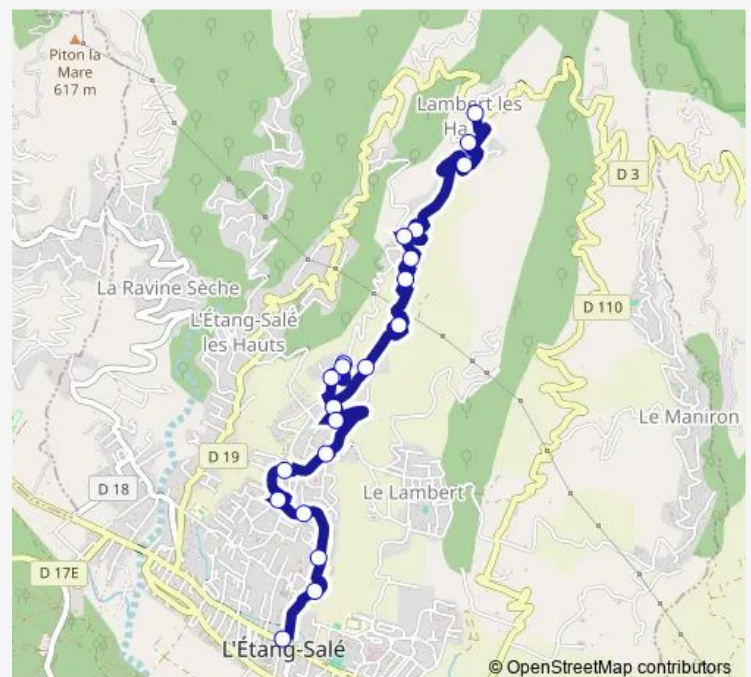 Piton la
Mare
617 m
Lambert les
Ha
D 3
La Ravine Sèche
D 110
L'Étang-Salé
les Hauts
Le Maniron
D 19
D 18
Le Lambert
D 17E
L'Étang-Salé
© OpenStreetMap contributors